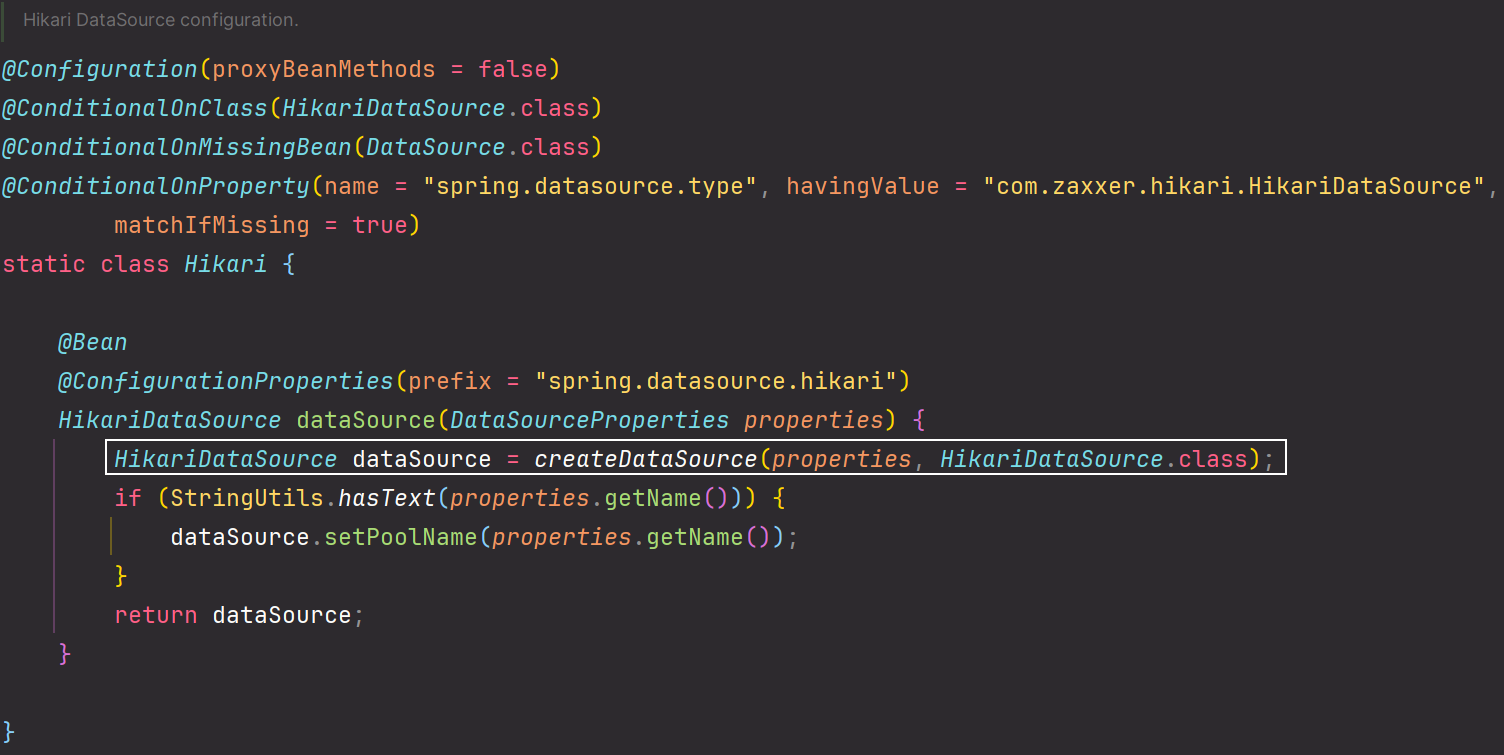 Hikari DataSource configuration.
@Configuration(proxyBeanMethods = false)
@ConditionalOnClass(HikariDataSource.class)
@ConditionalOnMissingBean(DataSource.class)
@ConditionalOnProperty(name = "spring.datasource.type", havingValue = "com.zaxxer.hikari.HikariDataSource",
matchIfMissing = true)
static class Hikari {
@Bean
@ConfigurationProperties(prefix = "spring.datasource.hikari")
HikariDataSource dataSource(DataSourceProperties properties) {
HikariDataSource dataSource = createDataSource(properties, HikariDataSource.class);
if (StringUtils.hasText(properties.getName())) {
dataSource.setPoolName(properties.getName());
}
return dataSource;
}
}